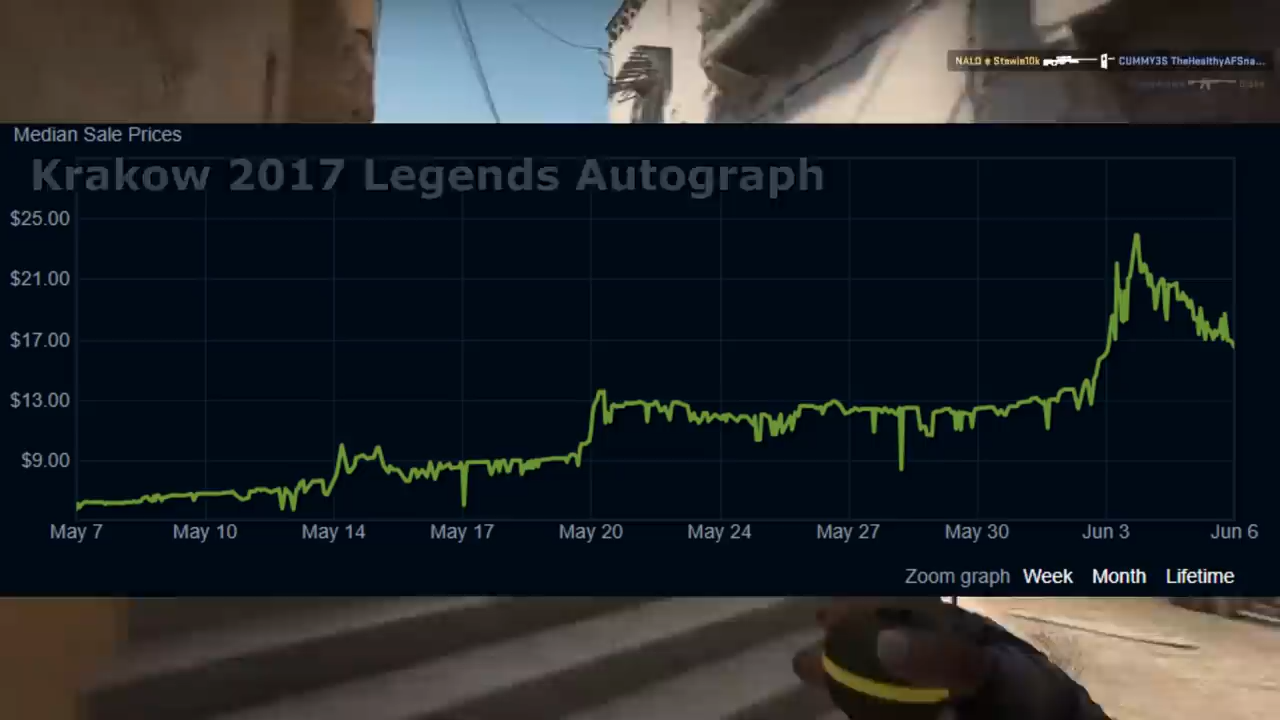 NALO e Stewin10k CUMMY3S TheHealthyAFSna...
Median Sale Prices
Krakow 2017 Legends Autograph
$25.00
$21.00
$17.00
$13.00
$9.00
May 7 May 10 May 14 May 17 May 20 May 24 May 27 May 30 Jun 3 Jun 6
Zoom graph Week Month Lifetime